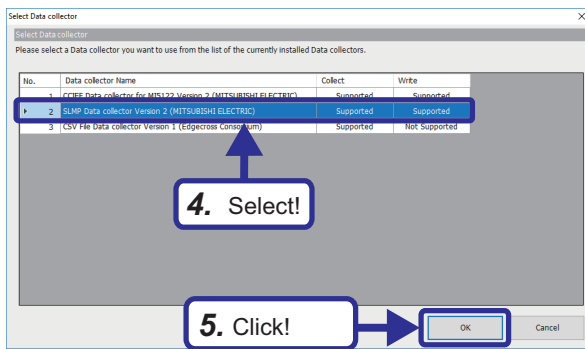 Select Data collector
Select Data collector
Please select a Data collector you want to use from the list of the currently installed Data collectors.
No. Data collector Name Collect Write
1 CCIEF Data collector for MI5122 Version 2 (MITSUBISHI ELECTRIC) Supported Supported
2 SLMP Data collector Version 2 (MITSUBISHI ELECTRIC) Supported Supported
3 CSV File Data collector Version 1 (Edgecross Consortium) Supported Not Supported
4. Select!
5. Click!
OK Cancel